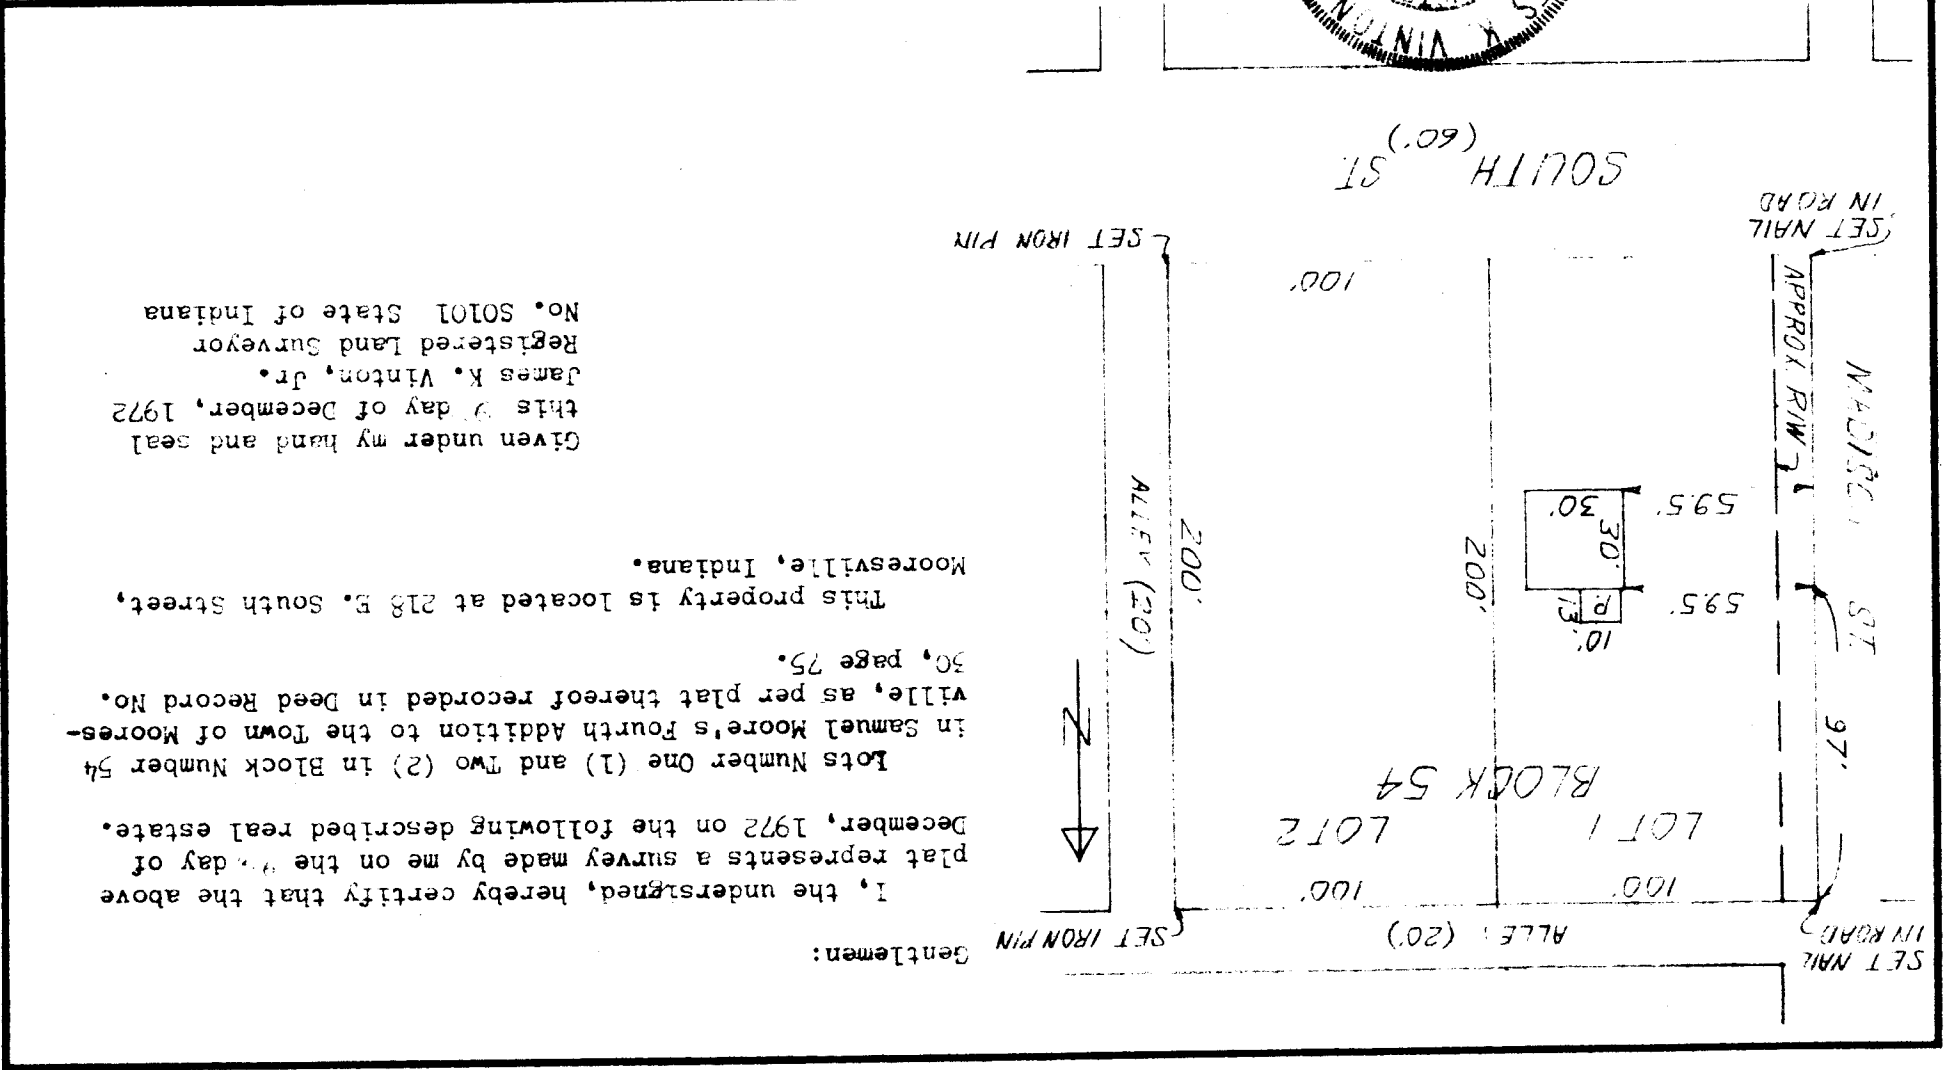 SET NAIL
IN ROAD
ALLEY (20')
SET IRON PIN
100'
100'
LOT 1
LOT 2
BLOCK 54
97'
N
10'
13'
P
59.5'
59.5'
30'
30'
200'
200'
ALLEY (20')
ST.
APPROX R/W
100'
SET NAIL
IN ROAD
SET IRON PIN
SOUTH ST
(60')
K. VINTON
Gentlemen:
I, the undersigned, hereby certify that the above
plat represents a survey made by me on the day of
December, 1972 on the following described real estate.
Lots Number One (1) and Two (2) in Block Number 54
in Samuel Moore's Fourth Addition to the Town of Moores-
ville, as per plat thereof recorded in Deed Record No.
30, page 75.
This property is located at 218 E. South Street,
Mooresville, Indiana.
Given under my hand and seal
this day of December, 1972
James K. Vinton, Jr.
Registered Land Surveyor
No. S0101 State of Indiana